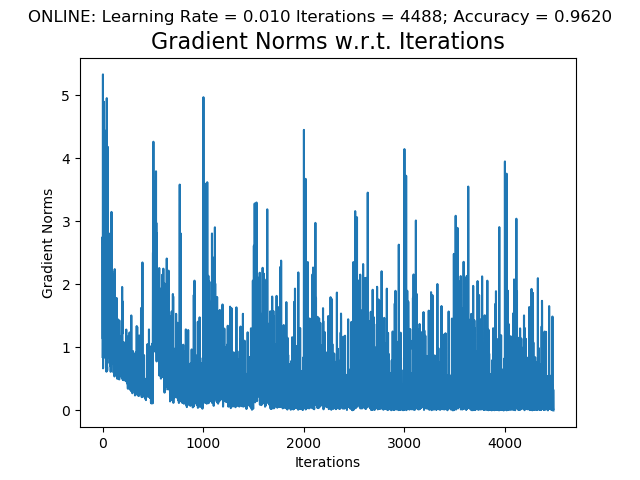 ONLINE: Learning Rate = 0.010 Iterations = 4488; Accuracy = 0.9620
Gradient Norms w.r.t. Iterations
5
4
3
2
1
0
Gradient Norms
0 1000 2000 3000 4000
Iterations